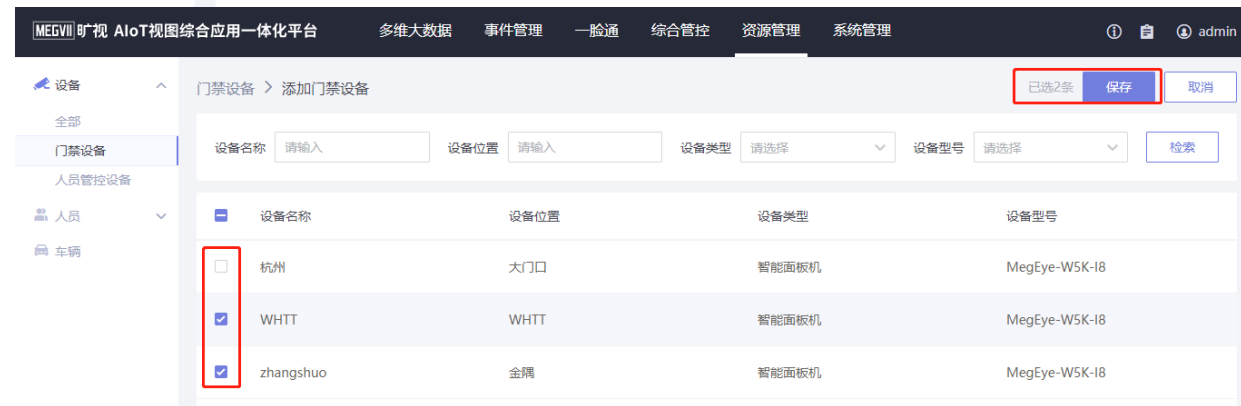 MEGVII 旷视 AIoT视图综合应用一体化平台 多维大数据 事件管理 一脸通 综合管控 资源管理 系统管理 admin
设备
全部
门禁设备
人员管控设备
人员
车辆
门禁设备 > 添加门禁设备 已选2条 保存 取消
设备名称 请输入 设备位置 请输入 设备类型 请选择 设备型号 请选择 检索
设备名称 设备位置 设备类型 设备型号
杭州 大门口 智能面板机 MegEye-W5K-I8
WHTT WHTT 智能面板机 MegEye-W5K-I8
zhangshuo 金隅 智能面板机 MegEye-W5K-I8